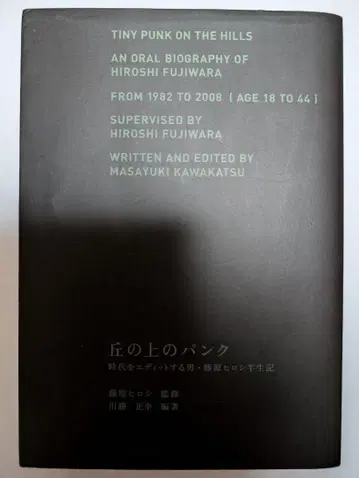 TINY PUNK ON THE HILLS
AN ORAL BIOGRAPHY OF
HIROSHI FUJIWARA
FROM 1982 TO 2008 [ AGE 18 TO 44 ]
SUPERVISED BY
HIROSHI FUJIWARA
WRITTEN AND EDITED BY
MASAYUKI KAWAKATSU
丘の上のパンク
時代をエディットする男・藤原ヒロシ半生記
藤原ヒロシ 監修
川勝 正幸 編著